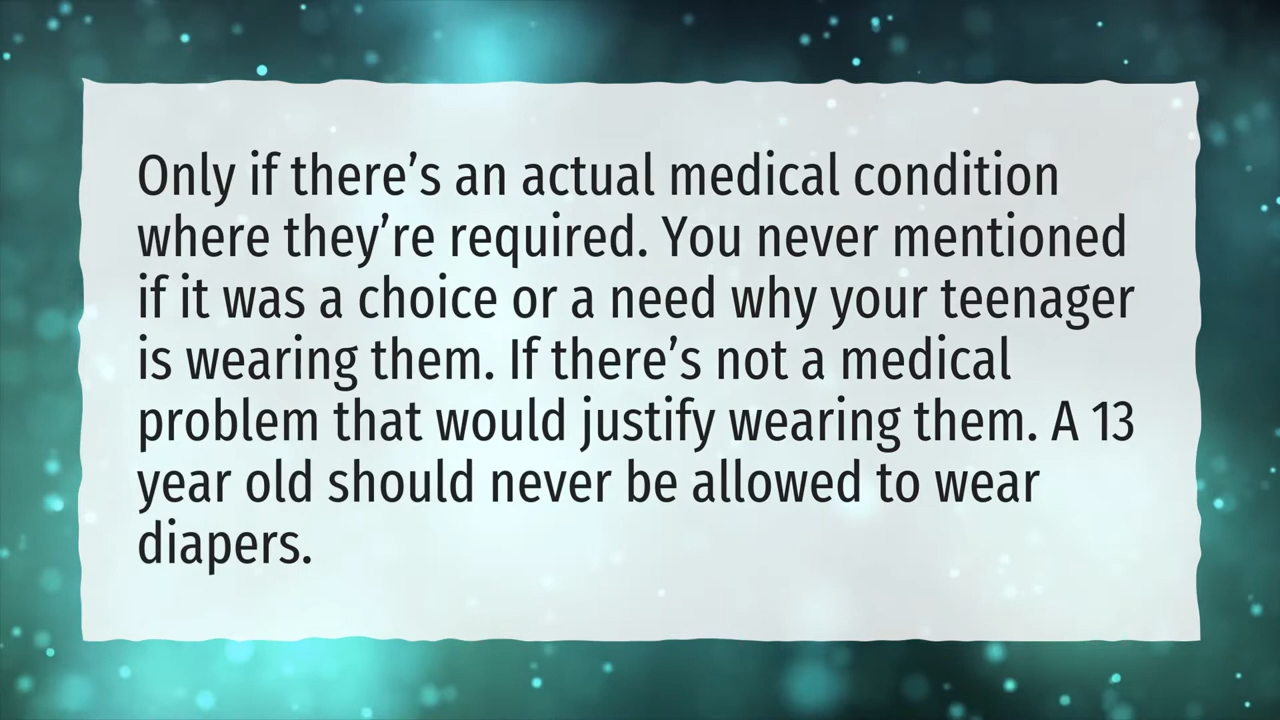 Only if there’s an actual medical condition
where they’re required. You never mentioned
if it was a choice or a need why your teenager
is wearing them. If there’s not a medical
problem that would justify wearing them. A 13
year old should never be allowed to wear
diapers.